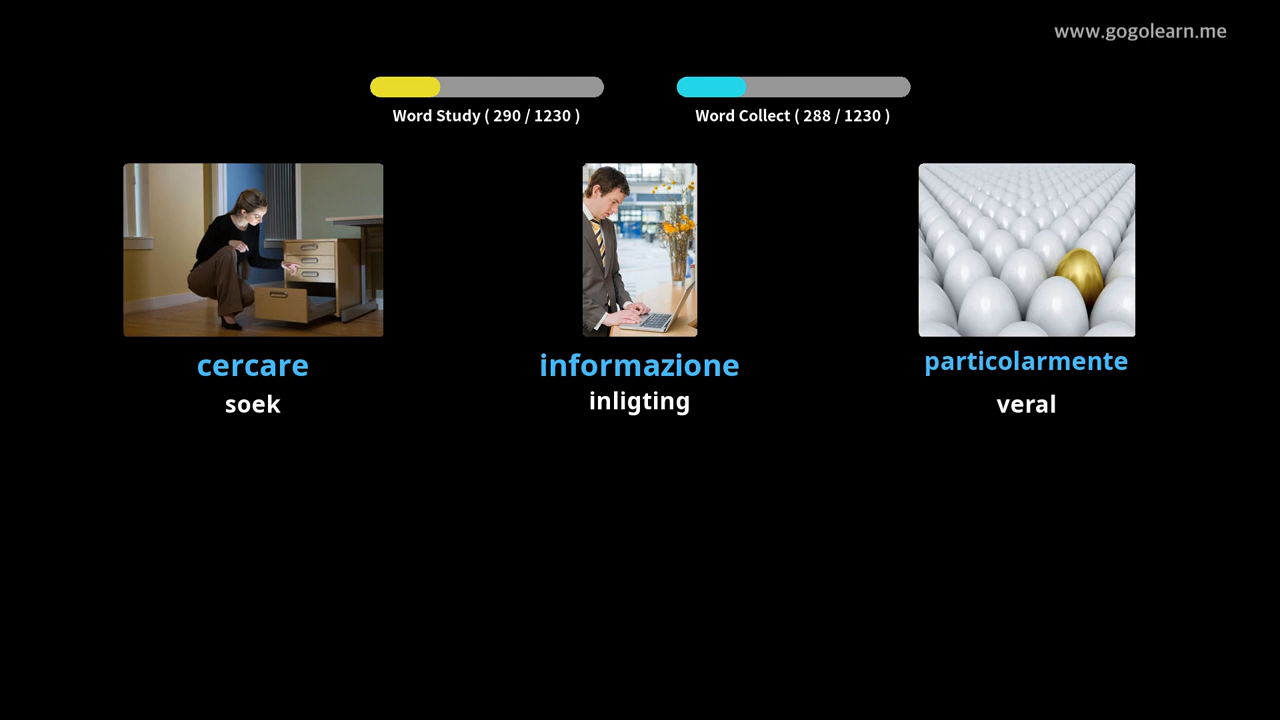 www.gogolearn.me
Word Study ( 290 / 1230 )
Word Collect ( 288 / 1230 )
cercare
informazione
particolarmente
soek
inligting
veral